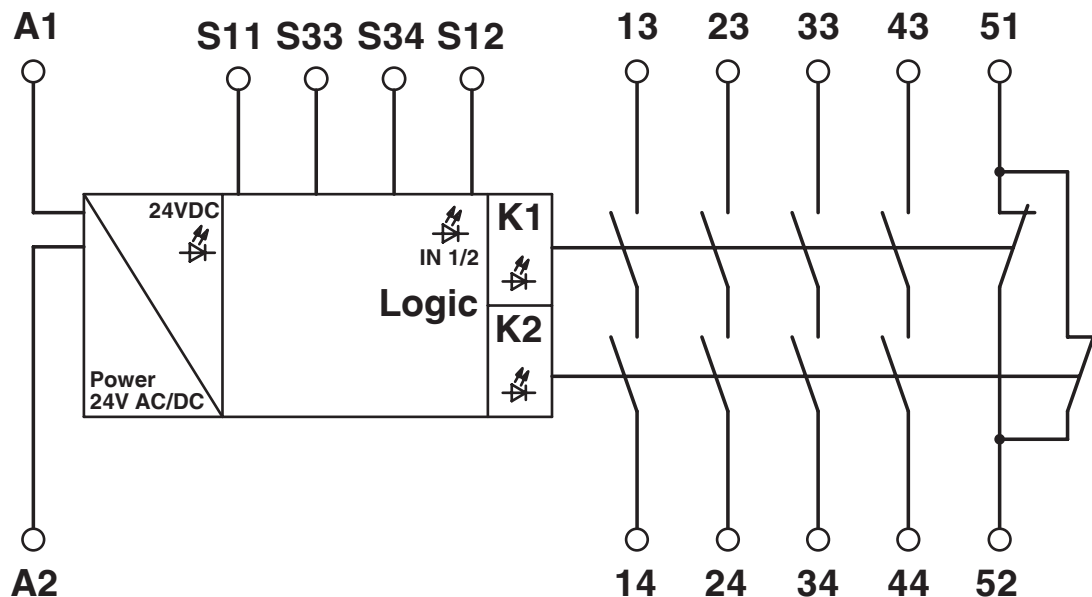 A1
S11 S33 S34 S12
13 23 33 43 51
24VDC
K1
IN 1/2
Logic
K2
Power
24V AC/DC
A2
14 24 34 44 52